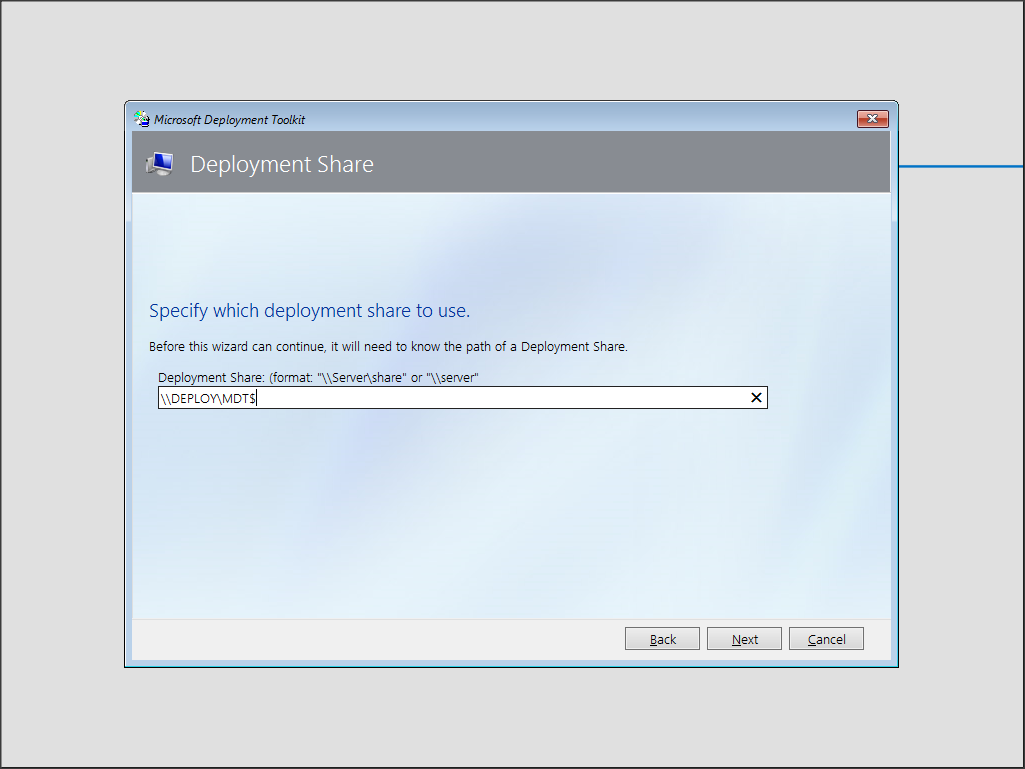 Microsoft Deployment Toolkit
Deployment Share
Specify which deployment share to use.
Before this wizard can continue, it will need to know the path of a Deployment Share.
Deployment Share: (format: "\\Server\share" or "\\server"
\\DEPLOY\MDT$
Back Next Cancel